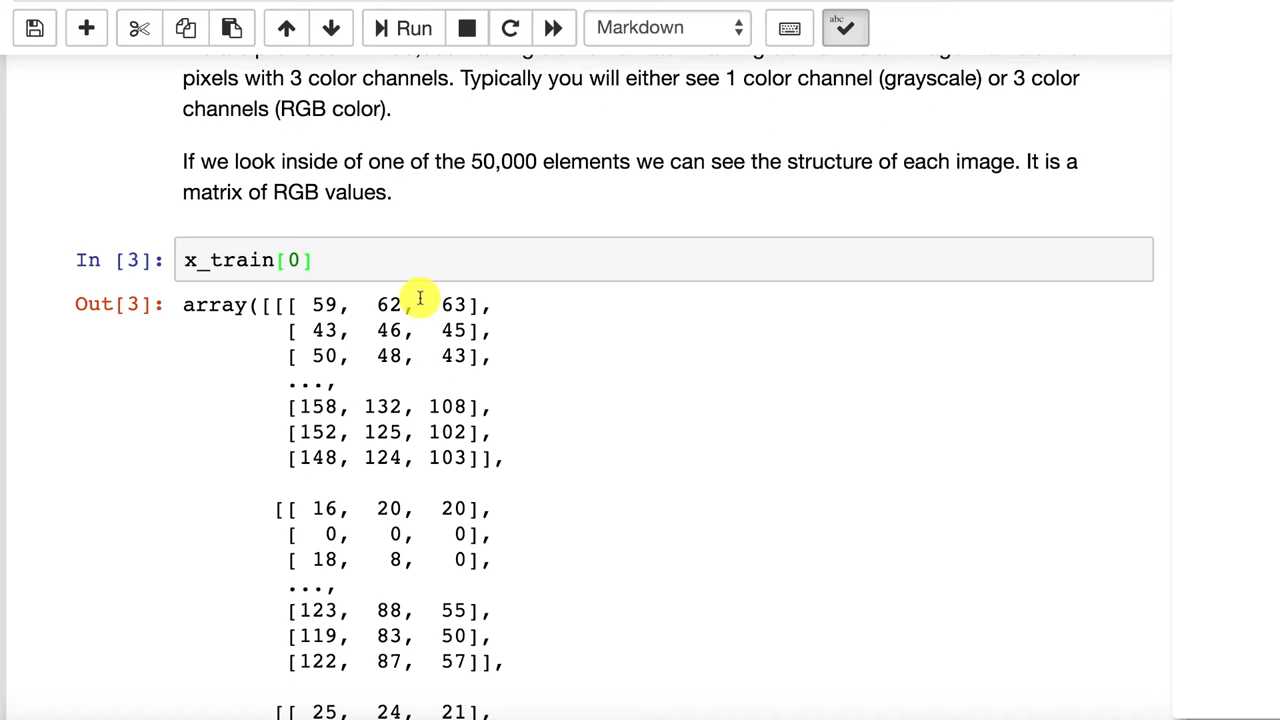 Run Markdown abc
pixels with 3 color channels. Typically you will either see 1 color channel (grayscale) or 3 color
channels (RGB color).
If we look inside of one of the 50,000 elements we can see the structure of each image. It is a
matrix of RGB values.
In [3]: x_train[0]
Out[3]: array([[[ 59, 62, 63],
[ 43, 46, 45],
[ 50, 48, 43],
...,
[158, 132, 108],
[152, 125, 102],
[148, 124, 103]],
[[ 16, 20, 20],
[ 0, 0, 0],
[ 18, 8, 0],
...,
[123, 88, 55],
[119, 83, 50],
[122, 87, 57]],
[[ 25, 24, 21],